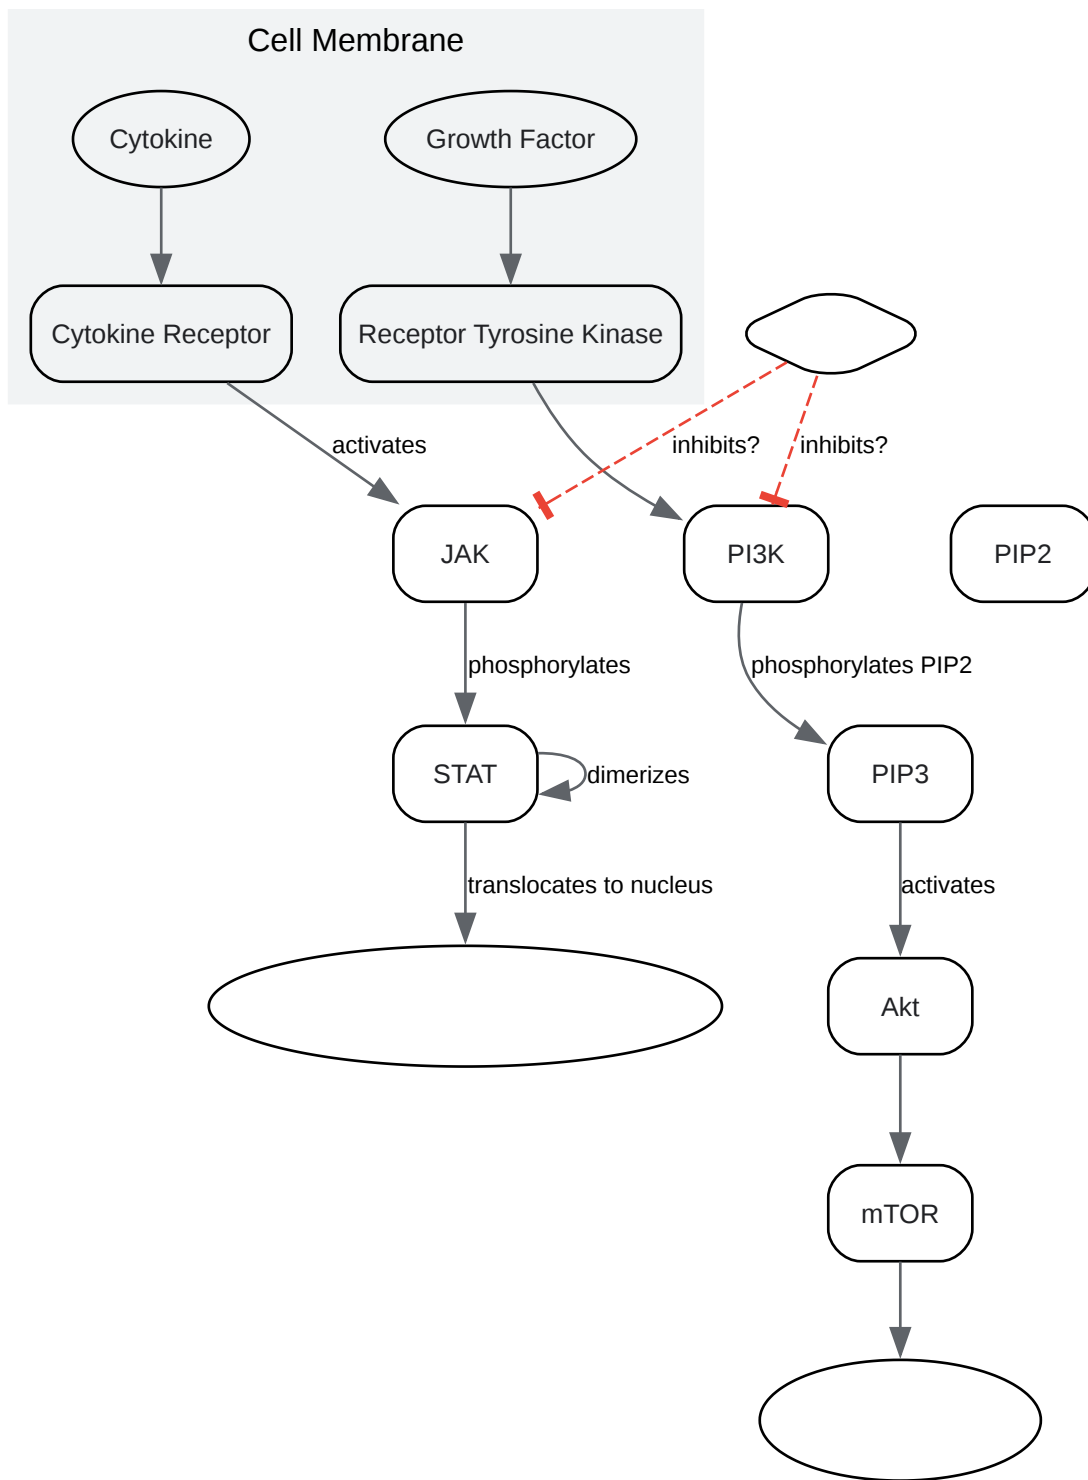 Cell Membrane
Cytokine
Growth Factor
Cytokine Receptor
Receptor Tyrosine Kinase
activates
inhibits?
inhibits?
JAK
PI3K
PIP2
phosphorylates
phosphorylates PIP2
STAT
dimerizes
PIP3
translocates to nucleus
activates
Akt
mTOR